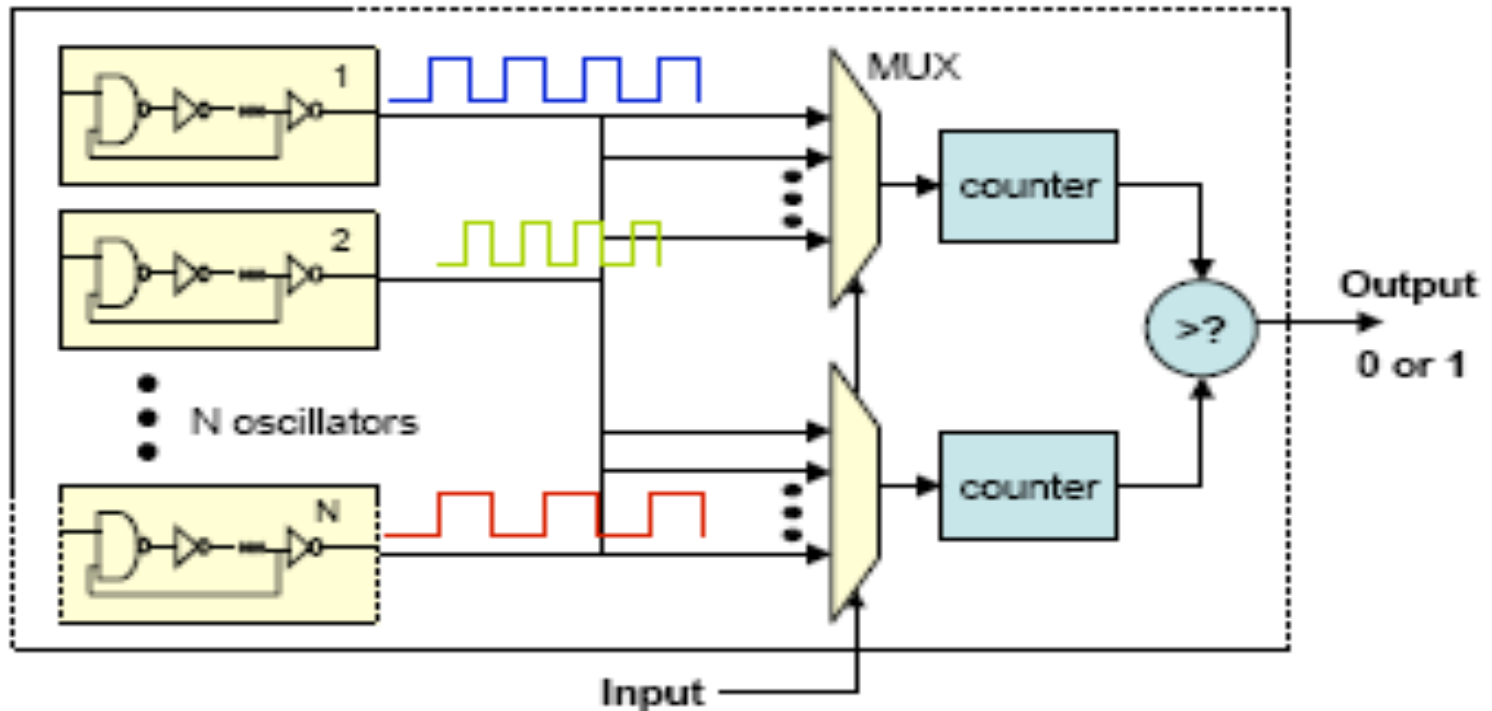 1
MUX
counter
2
Output
>?
0 or 1
N oscillators
N
counter
Input